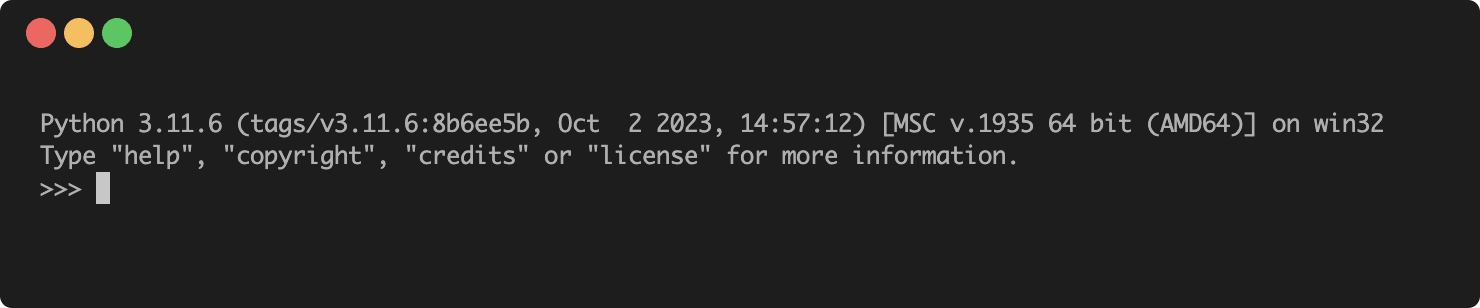 Python 3.11.6 (tags/v3.11.6:8b6ee5b, Oct  2 2023, 14:57:12) [MSC v.1935 64 bit (AMD64)] on win32
Type "help", "copyright", "credits" or "license" for more information.
>>>